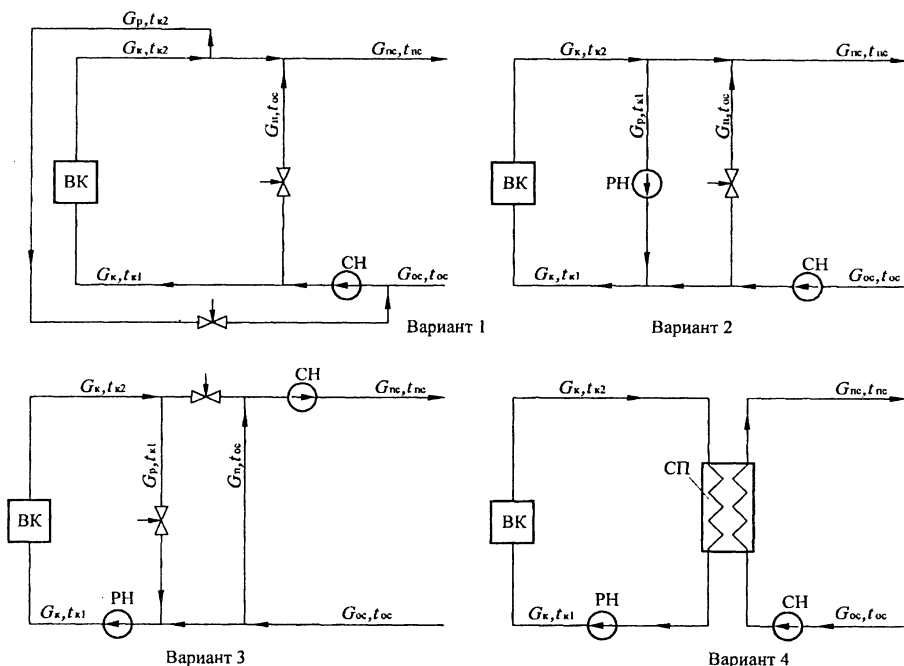 Gр, tк2
Gк, tк2
Gпс, tпс
Gп, tос
ВК
Gк, tк1
СН
Gос, tос
Вариант 1
Gк, tк2
Gпс, tпс
Gр, tк1
Gп, tос
ВК
РН
Gк, tк1
СН
Gос, tос
Вариант 2
Gк, tк2
СН
Gпс, tпс
Gр, tк1
Gп, tос
ВК
РН
Gк, tк1
Gос, tос
Вариант 3
Gк, tк2
Gпс, tпс
СП
ВК
РН
Gк, tк1
СН
Gос, tос
Вариант 4